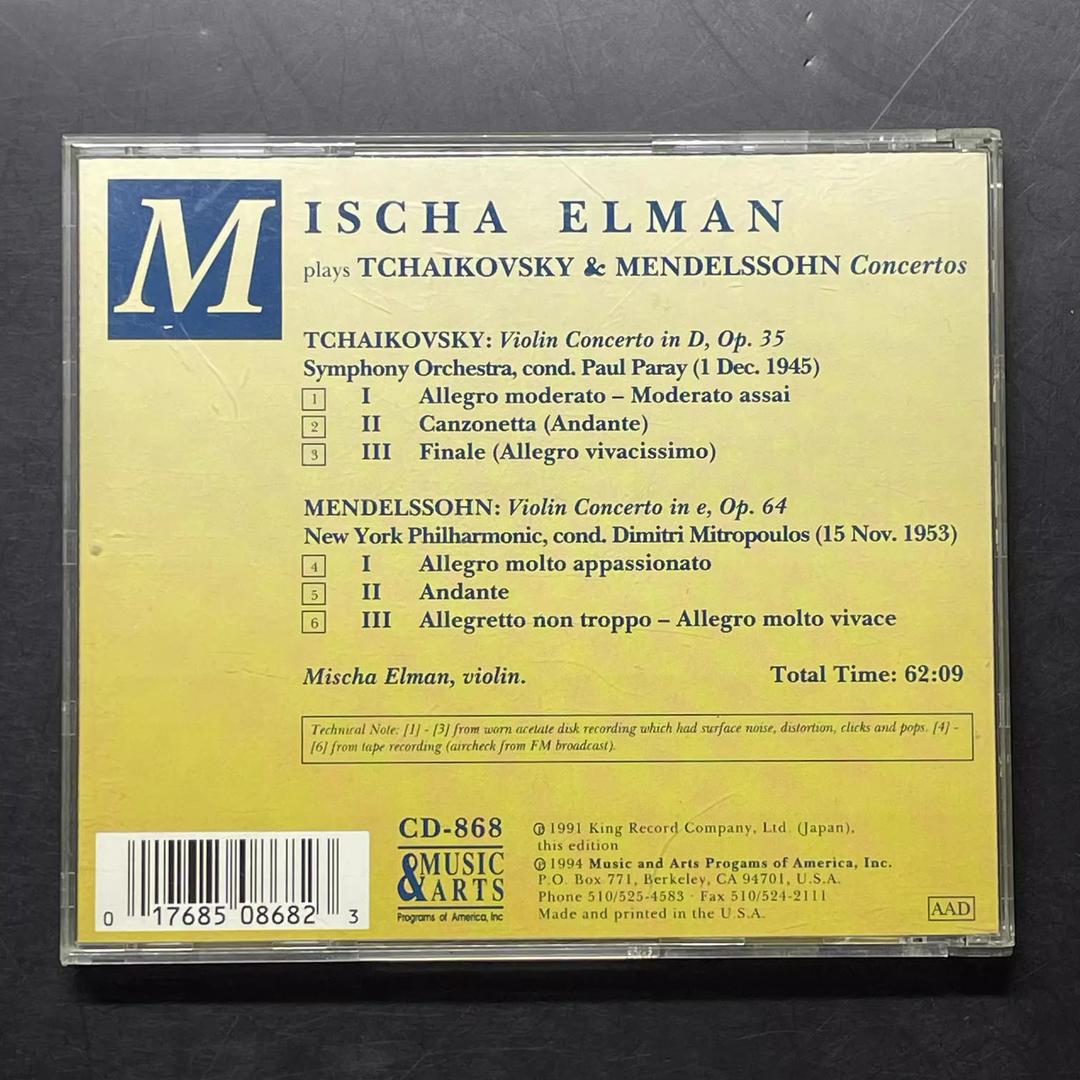 MISCHA ELMAN
plays TCHAIKOVSKY & MENDELSSOHN Concertos
TCHAIKOVSKY: Violin Concerto in D, Op. 35
Symphony Orchestra, cond. Paul Paray (1 Dec. 1945)
1 I Allegro moderato – Moderato assai
2 II Canzonetta (Andante)
3 III Finale (Allegro vivacissimo)
MENDELSSOHN: Violin Concerto in e, Op. 64
New York Philharmonic, cond. Dimitri Mitropoulos (15 Nov. 1953)
4 I Allegro molto appassionato
5 II Andante
6 III Allegretto non troppo – Allegro molto vivace
Mischa Elman, violin. Total Time: 62:09
Technical Note: [1] - [3] from worn acetate disk recording which had surface noise, distortion, clicks and pops. [4] -
[6] from tape recording (aircheck from FM broadcast).
0 17685 08682 3
CD-868
MUSIC
& ARTS
Programs of America, Inc
℗ 1991 King Record Company, Ltd. (Japan),
this edition
℗ 1994 Music and Arts Progams of America, Inc.
P.O. Box 771, Berkeley, CA 94701, U.S.A.
Phone 510/525-4583 · Fax 510/524-2111
Made and printed in the U.S.A.
AAD